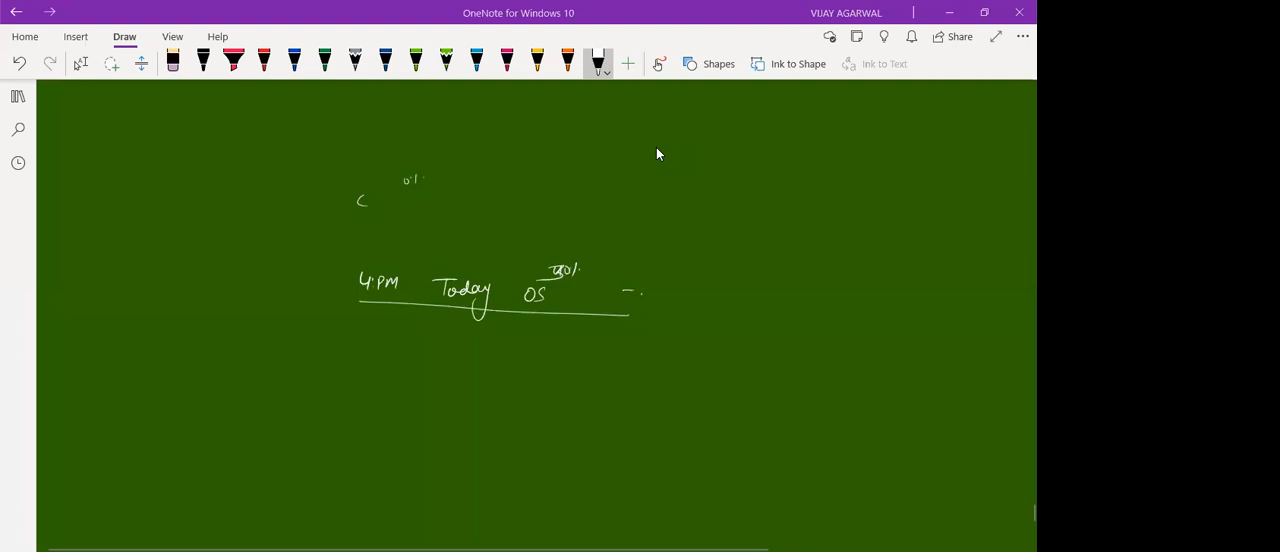 OneNote for Windows 10 VIJAY AGARWAL
Home Insert Draw View Help Share
Shapes Ink to Shape Ink to Text
0%
C
4:PM Today OS